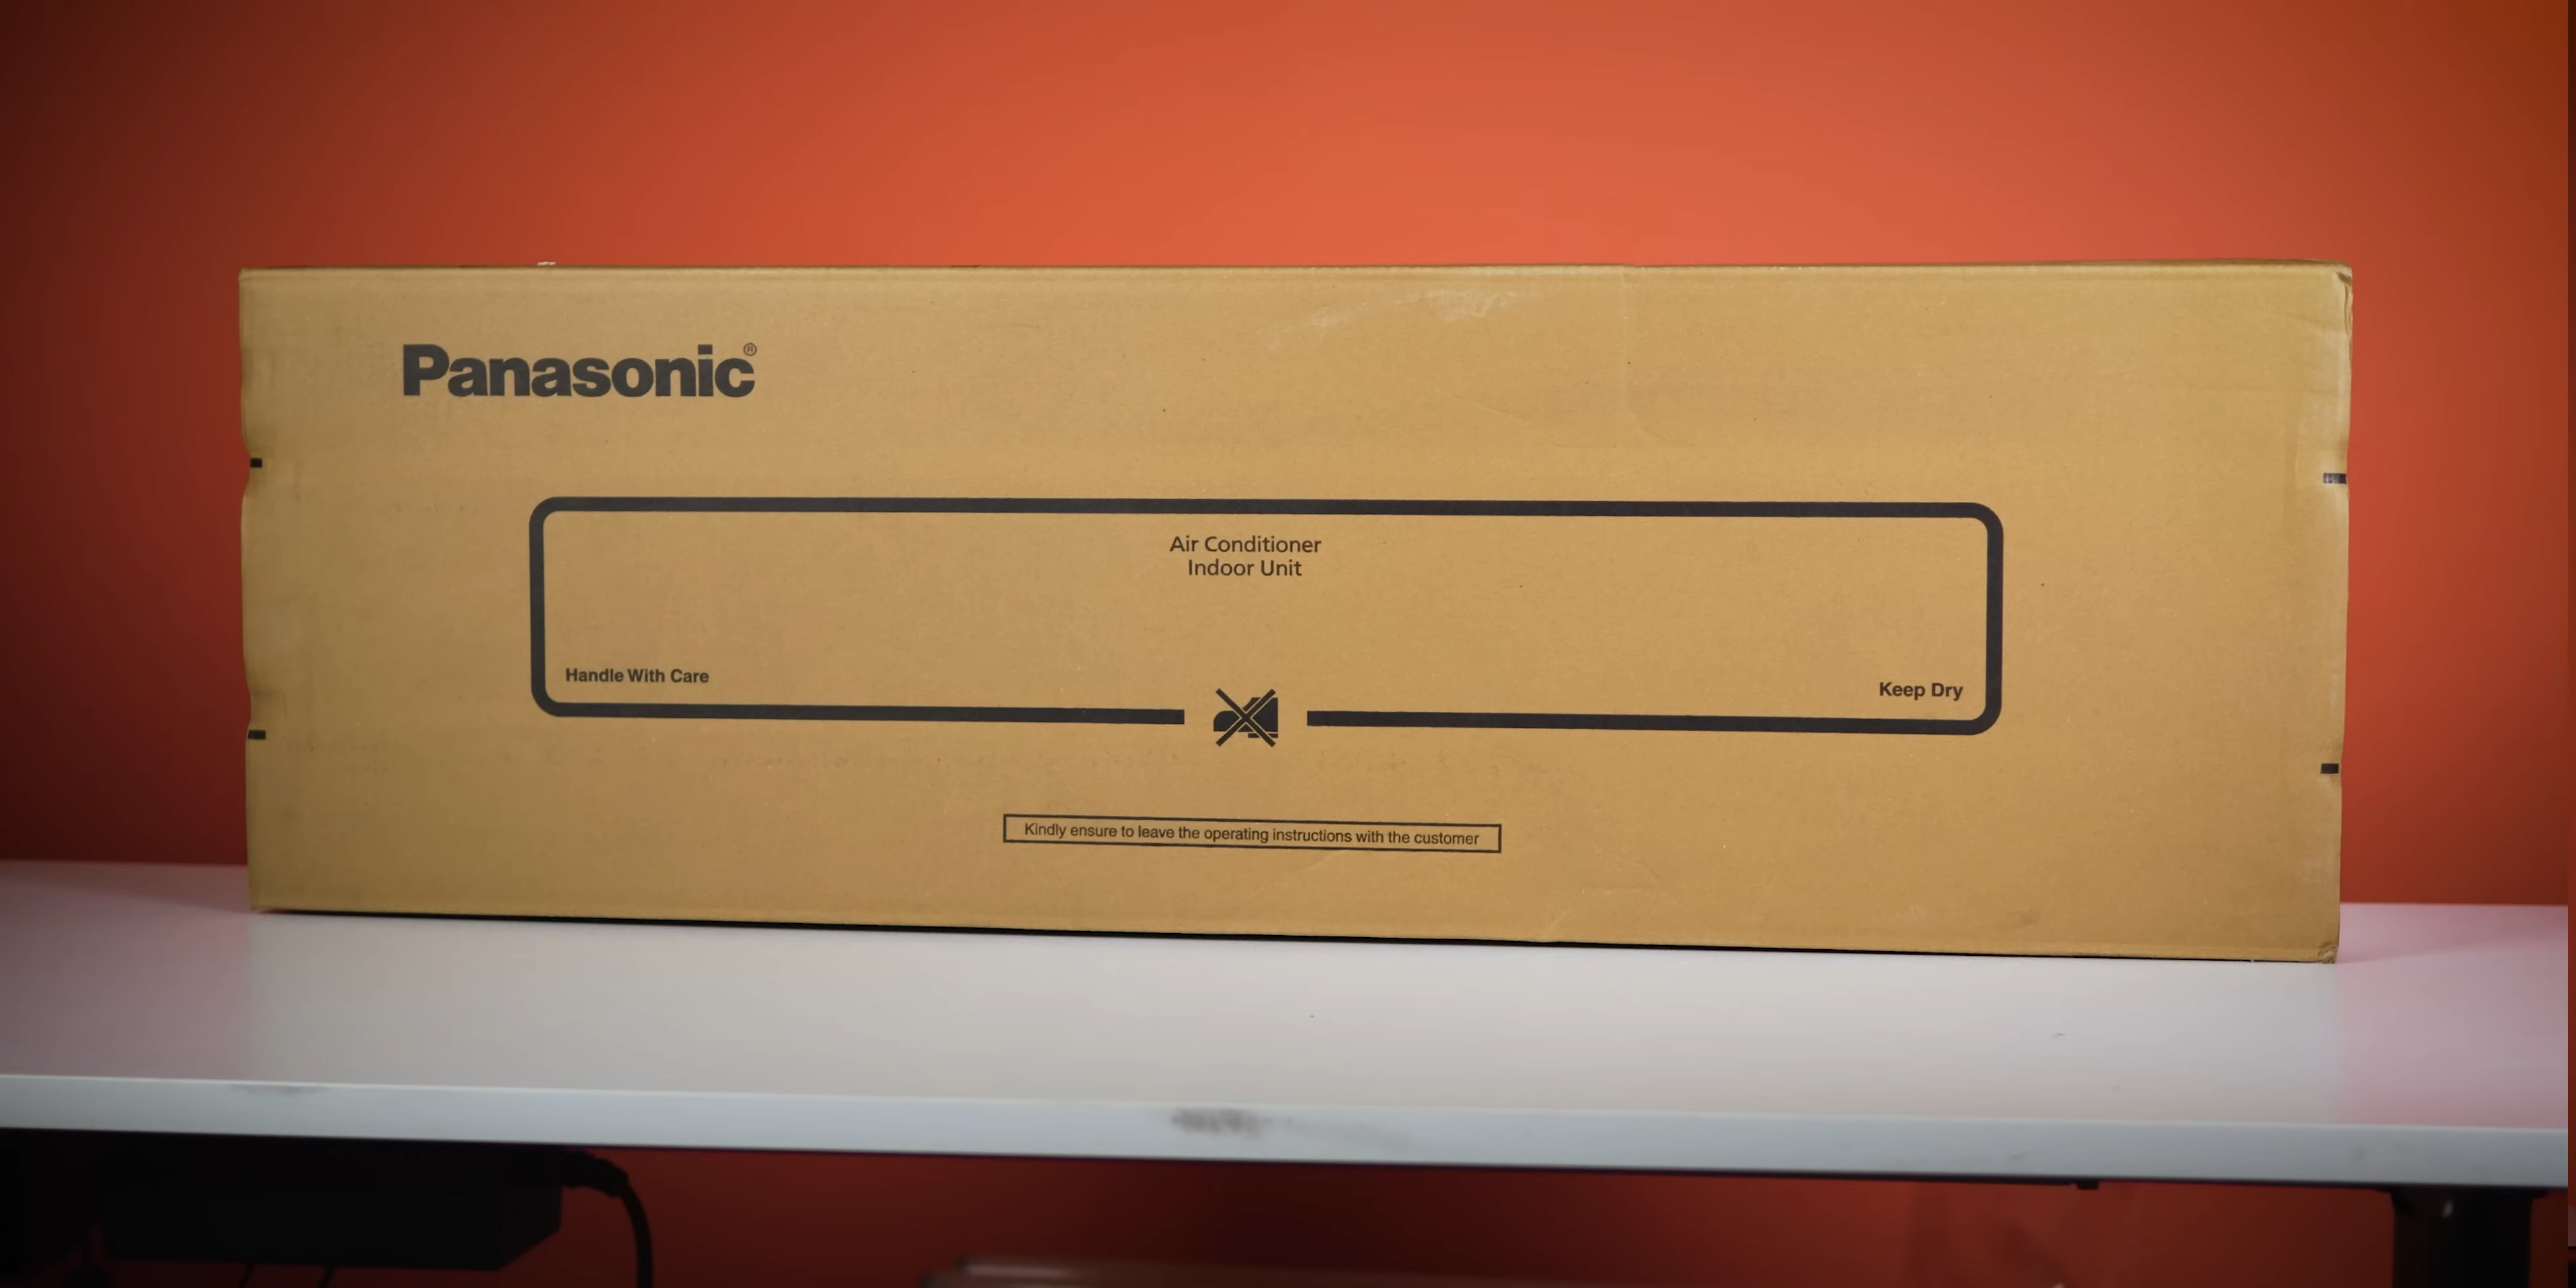 Panasonic®
Air Conditioner
Indoor Unit
Handle With Care
Keep Dry
Kindly ensure to leave the operating instructions with the customer